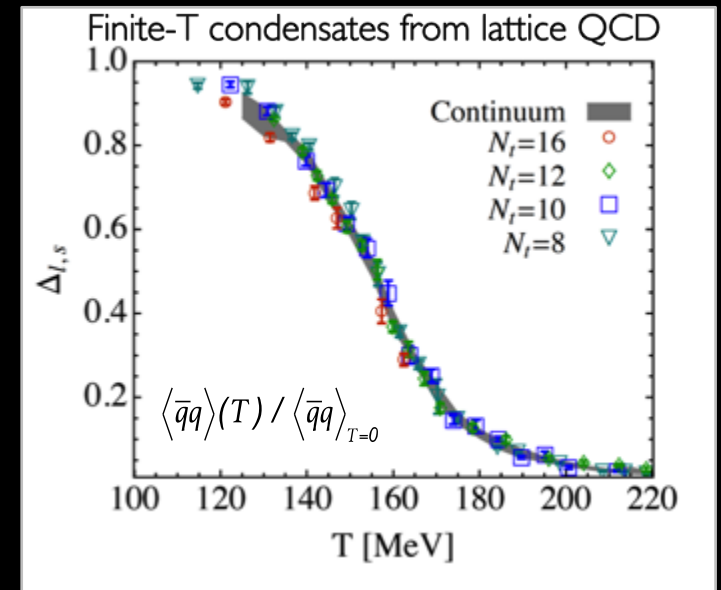 Finite-T condensates from lattice QCD
1.0
0.8
0.6
0.4
0.2
Δl,s
Continuum
Nt=16
Nt=12
Nt=10
Nt=8
⟨q̅q⟩(T) / ⟨q̅q⟩T=0
100 120 140 160 180 200 220
T [MeV]